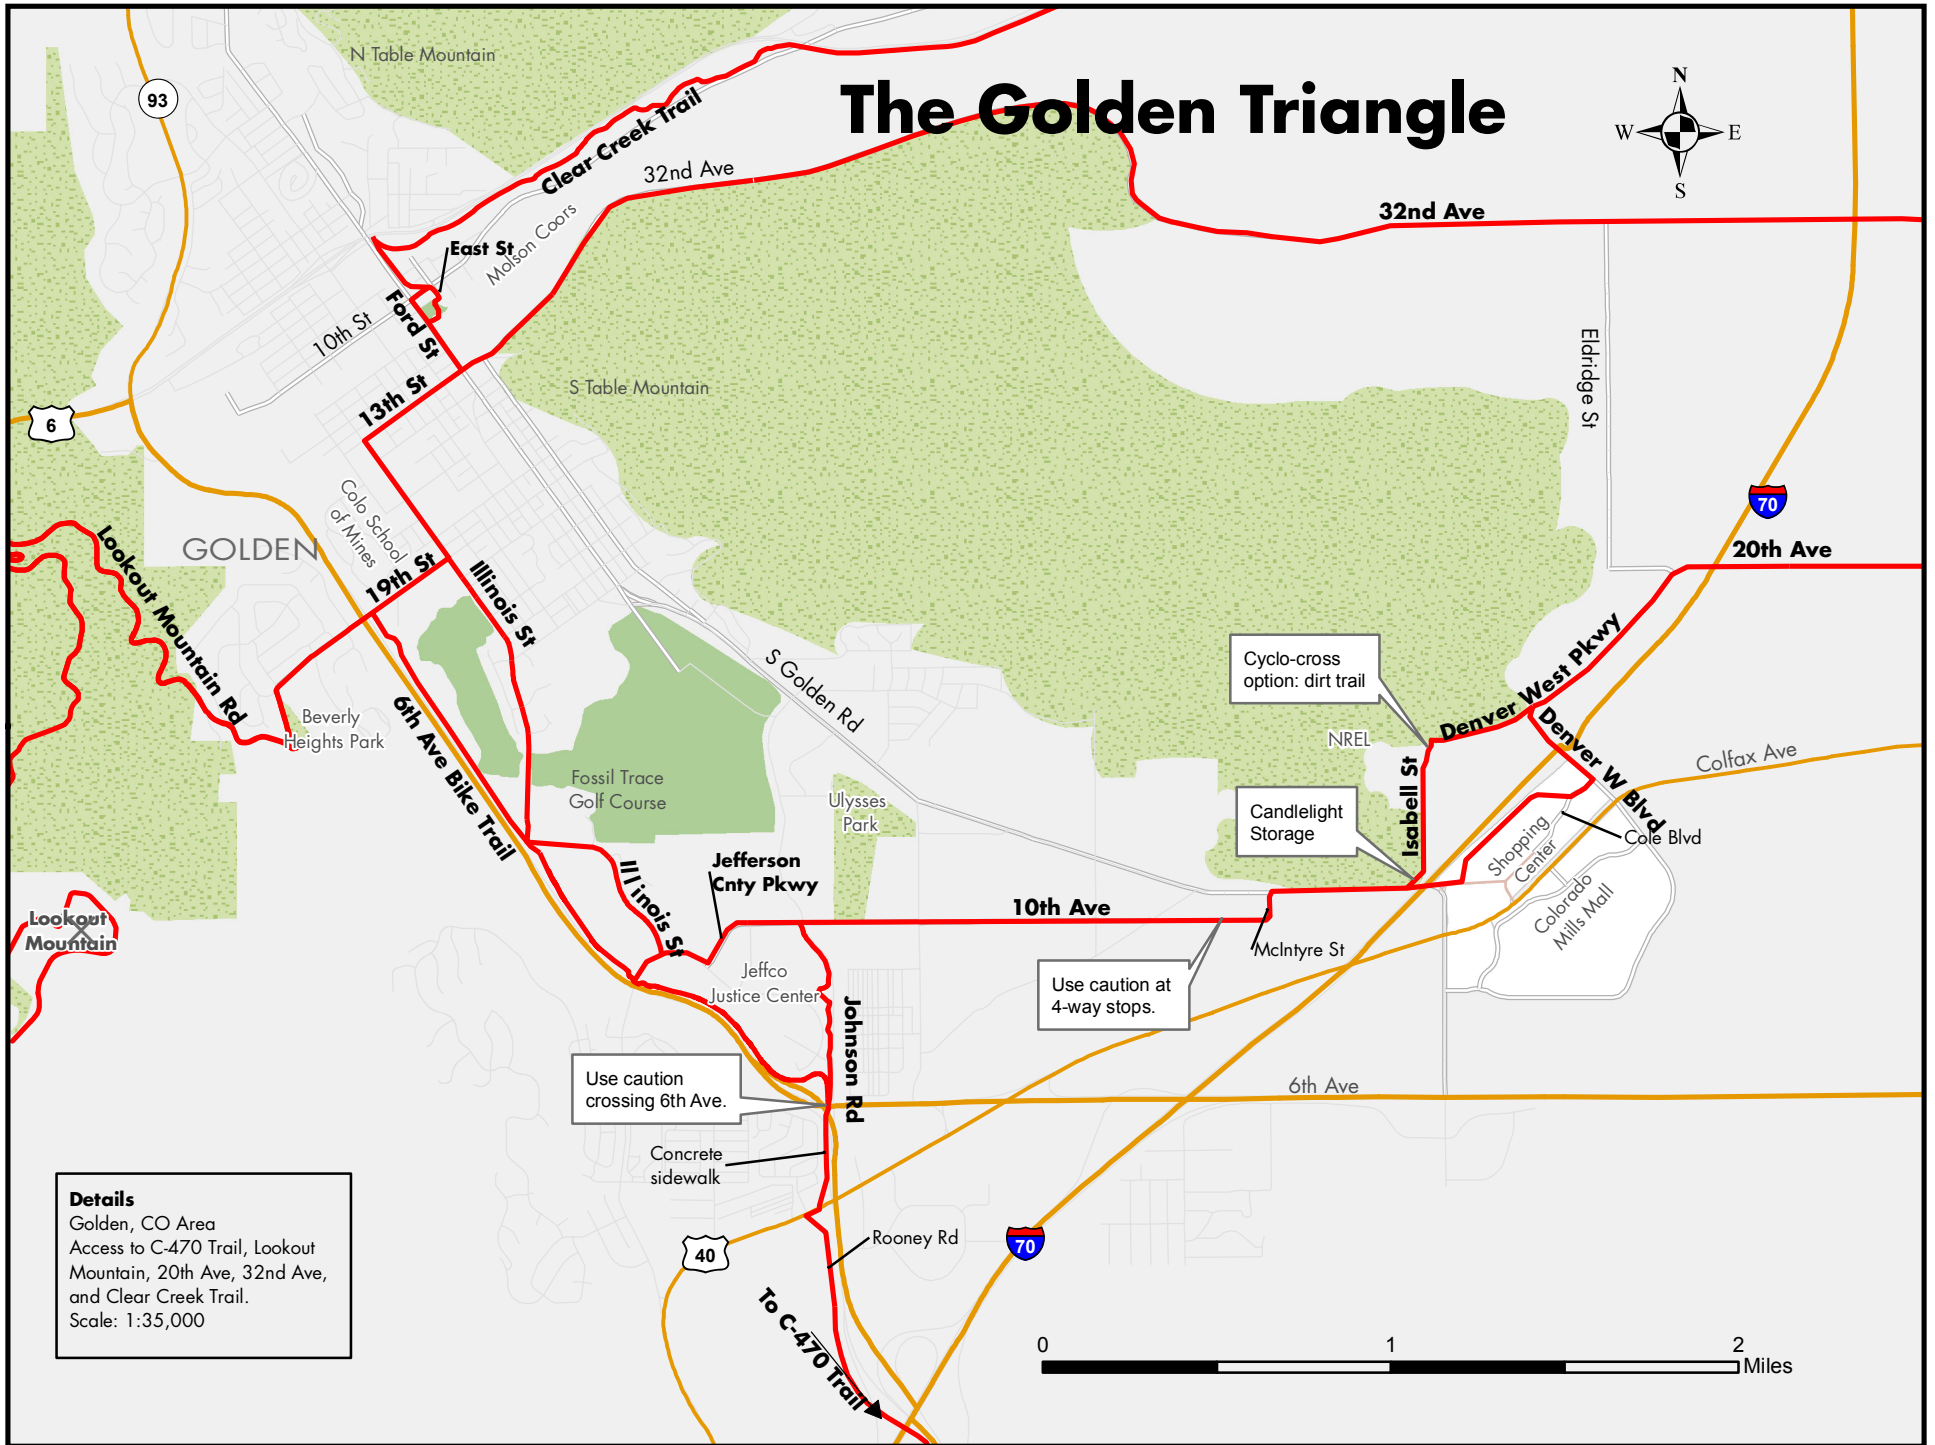 The Golden Triangle
N
W
E
S
N Table Mountain
93
Clear Creek Trail
32nd Ave
32nd Ave
East St
Molson Coors
Ford St
10th St
13th St
S Table Mountain
Eldridge St
6
70
20th Ave
Colo School
of Mines
GOLDEN
19th St
Illinois St
Lookout Mountain Rd
Cyclo-cross
option: dirt trail
Denver West Pkwy
S Golden Rd
Beverly
Heights Park
6th Ave Bike Trail
NREL
Denver W Blvd
Colfax Ave
Isabell St
Fossil Trace
Golf Course
Ulysses
Park
Candlelight
Storage
Cole Blvd
Shopping
Center
Colorado
Mills Mall
Jefferson
Cnty Pkwy
Illinois St
10th Ave
McIntyre St
Lookout
Mountain
Jeffco
Justice Center
Use caution at
4-way stops.
Johnson Rd
Use caution
crossing 6th Ave.
6th Ave
Concrete
sidewalk
Rooney Rd
40
70
To C-470 Trail
Details
Golden, CO Area
Access to C-470 Trail, Lookout
Mountain, 20th Ave, 32nd Ave,
and Clear Creek Trail.
Scale: 1:35,000
0
1
2
Miles